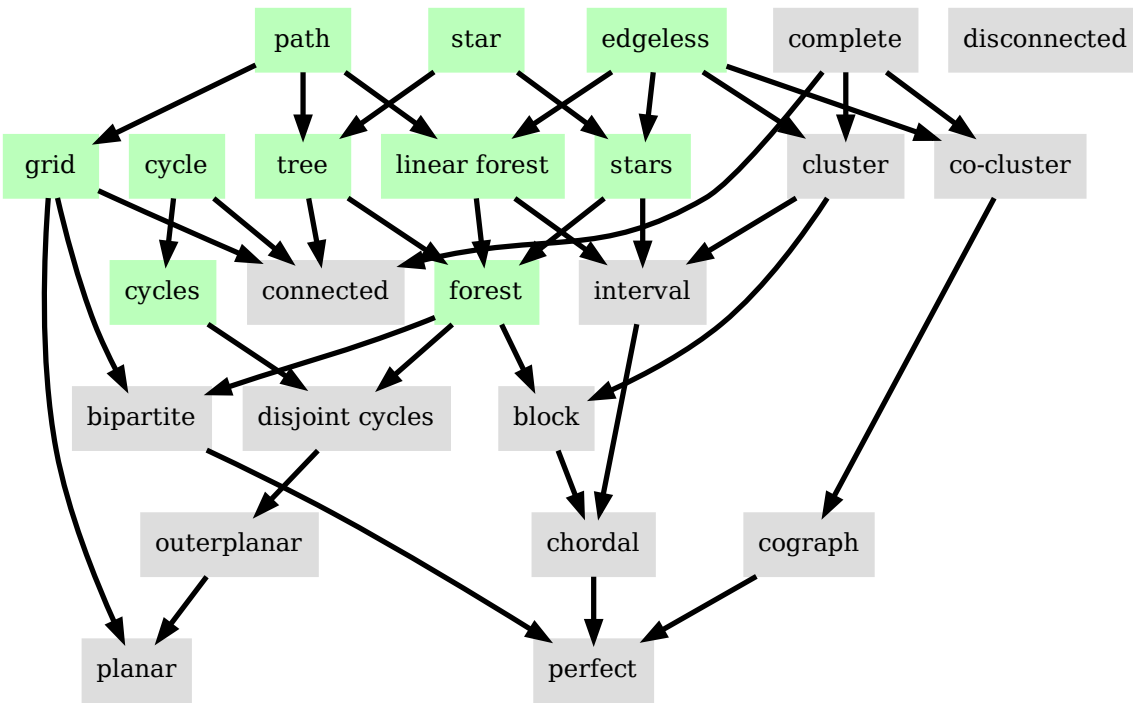 path
star
edgeless
complete
disconnected
grid
cycle
tree
linear forest
stars
cluster
co-cluster
cycles
connected
forest
interval
bipartite
disjoint cycles
block
outerplanar
chordal
cograph
planar
perfect